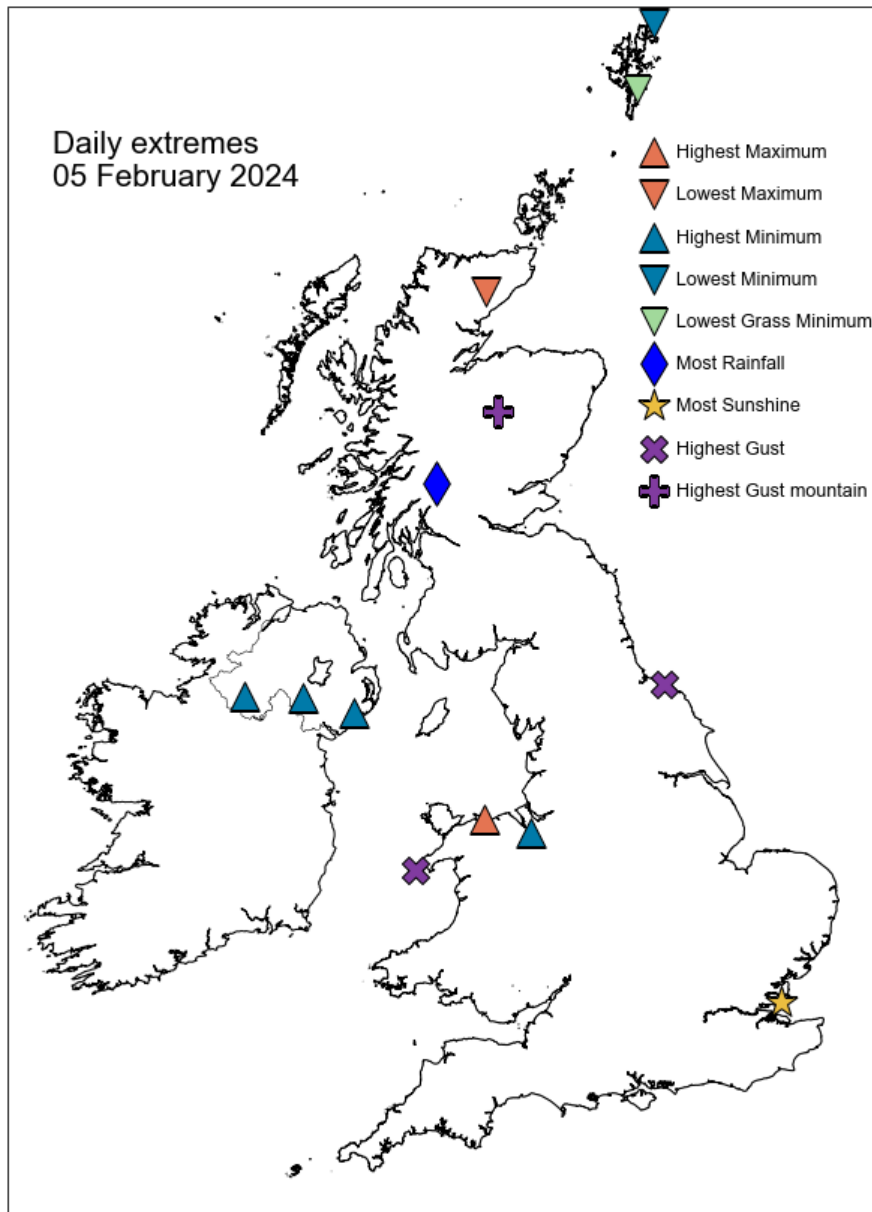 Daily extremes
05 February 2024
Highest Maximum
Lowest Maximum
Highest Minimum
Lowest Minimum
Lowest Grass Minimum
Most Rainfall
Most Sunshine
Highest Gust
Highest Gust mountain